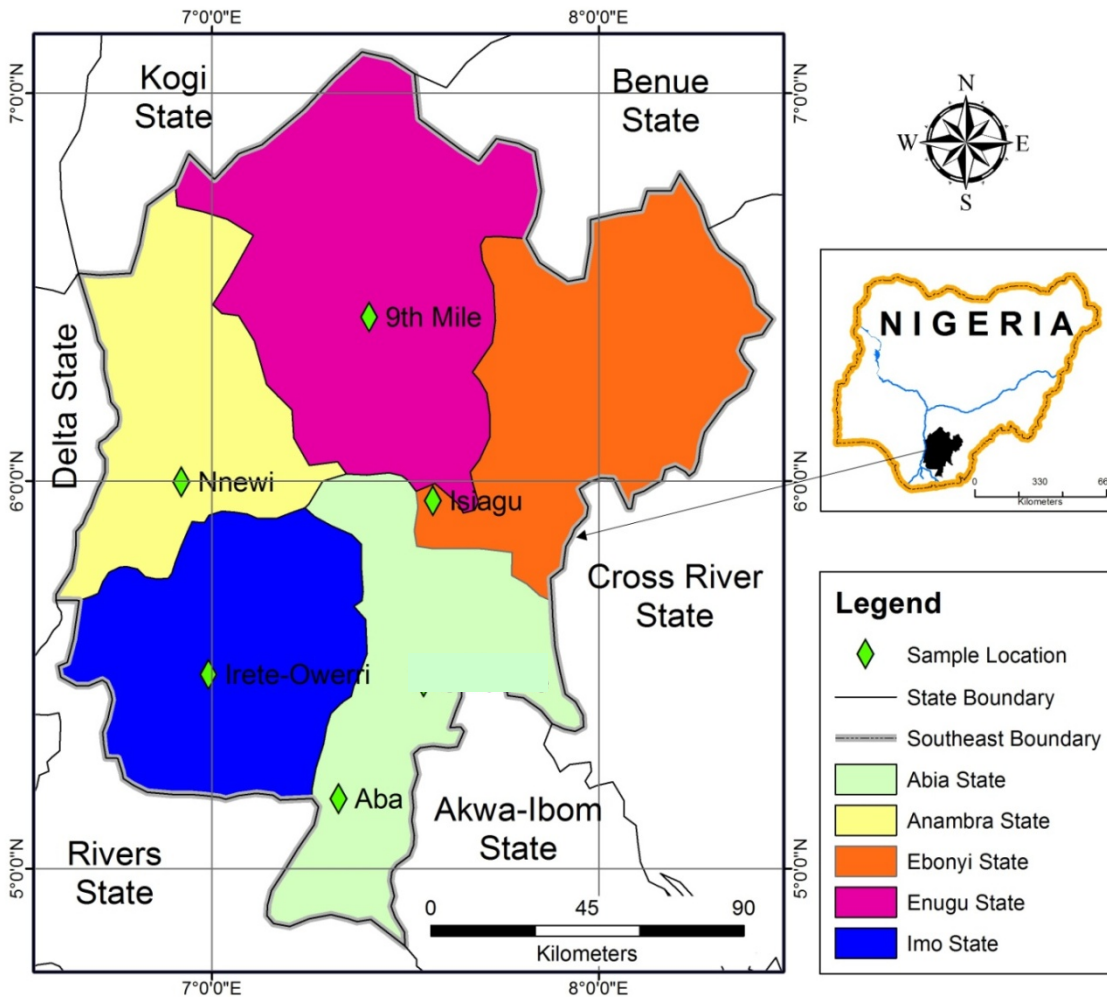 7°0'0"E
8°0'0"E
Kogi
State
Benue
State
7°0'0"N
7°0'0"N
N
W
E
S
NIGERIA
0
330
66
Kilometers
9th Mile
Delta State
6°0'0"N
6°0'0"N
Nnewi
Isiagu
Cross River
State
Irete-Owerri
Aba
Akwa-Ibom
State
Rivers
State
5°0'0"N
5°0'0"N
0
45
90
Kilometers
7°0'0"E
8°0'0"E
Legend
Sample Location
State Boundary
Southeast Boundary
Abia State
Anambra State
Ebonyi State
Enugu State
Imo State